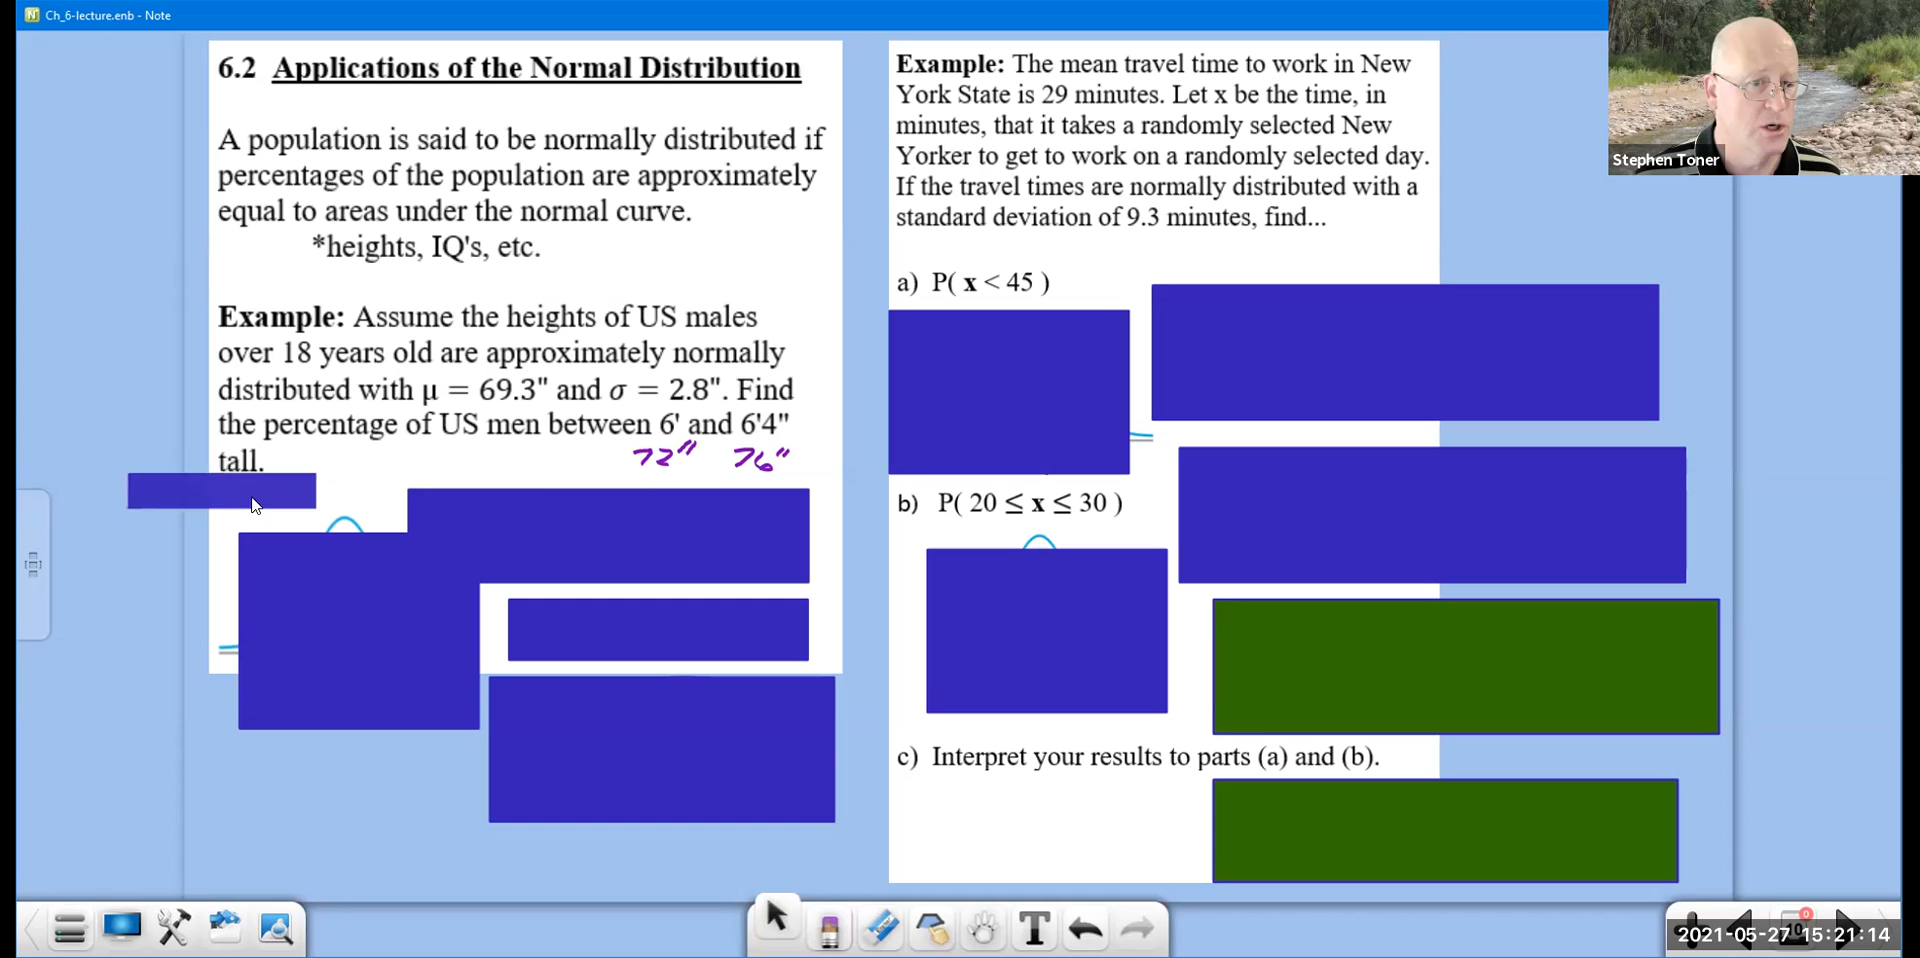 Ch_6-lecture.enb - Note
6.2 Applications of the Normal Distribution
A population is said to be normally distributed if
percentages of the population are approximately
equal to areas under the normal curve.
*heights, IQ's, etc.
Example: Assume the heights of US males
over 18 years old are approximately normally
distributed with μ = 69.3" and σ = 2.8". Find
the percentage of US men between 6' and 6'4"
tall.
72" 76"
Example: The mean travel time to work in New
York State is 29 minutes. Let x be the time, in
minutes, that it takes a randomly selected New
Yorker to get to work on a randomly selected day.
If the travel times are normally distributed with a
standard deviation of 9.3 minutes, find...
a) P( x < 45 )
b) P( 20 ≤ x ≤ 30 )
c) Interpret your results to parts (a) and (b).
Stephen Toner
T
0
2021-05-27 15:21:14